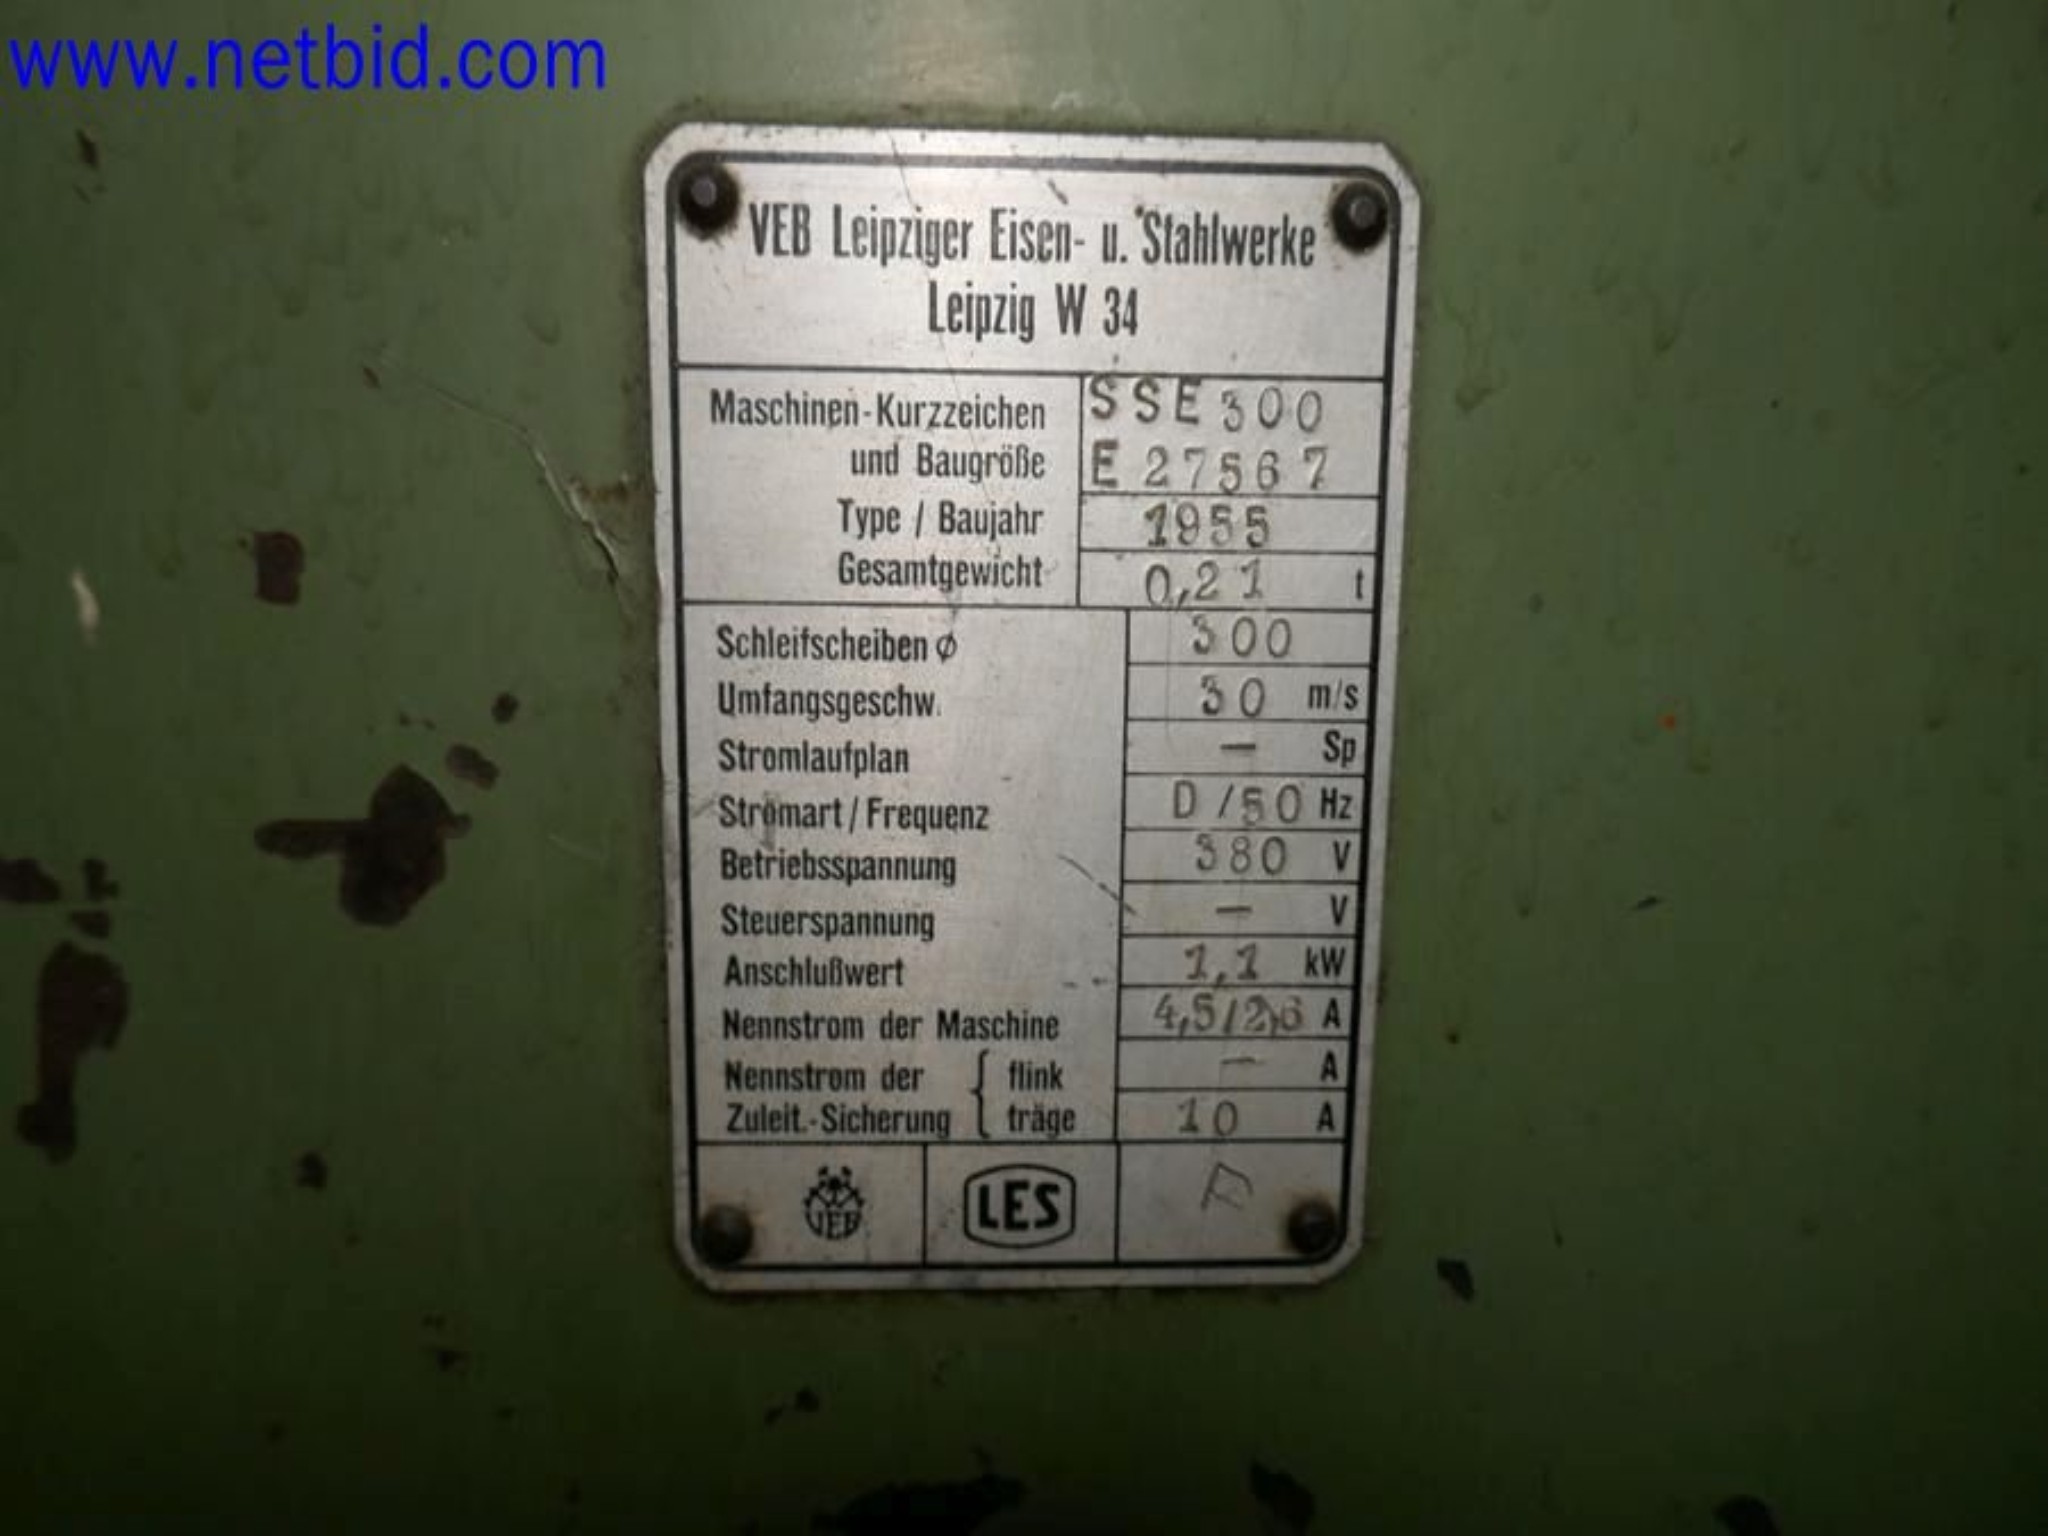 www.netbid.com
VEB Leipziger Eisen- u. Stahlwerke
Leipzig W 34
Maschinen-Kurzzeichen SSE 300
und Baugröße E 27567
Type / Baujahr 1955
Gesamtgewicht 0,21 t
Schleifscheiben ∅ 300
Umfangsgeschw. 30 m/s
Stromlaufplan — Sp
Stromart / Frequenz D /50 Hz
Betriebsspannung 380 V
Steuerspannung — V
Anschlußwert 1,1 kW
Nennstrom der Maschine 4,5/2,6 A
Nennstrom der { flink — A
Zuleit.-Sicherung { träge 10 A
VEB LES